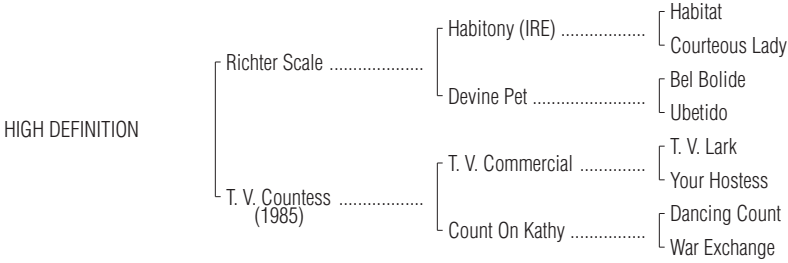 Habitat
Habitony (IRE) ...................
Courteous Lady
Richter Scale .....................
Bel Bolide
Devine Pet .........................
Ubetido
HIGH DEFINITION
T. V. Lark
T. V. Commercial ...............
Your Hostess
T. V. Countess ...................
(1985)
Dancing Count
Count On Kathy .................
War Exchange